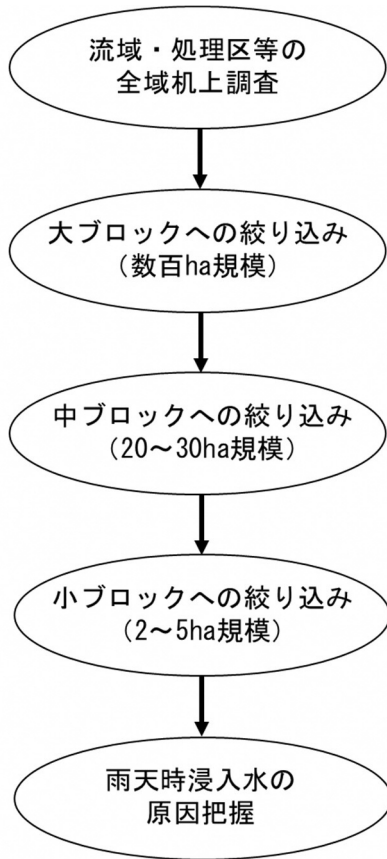 流域・処理区等の
全域机上調査
大ブロックへの絞り込み
（数百ha規模）
中ブロックへの絞り込み
(20～30ha規模)
小ブロックへの絞り込み
(2～5ha規模)
雨天時浸入水の
原因把握